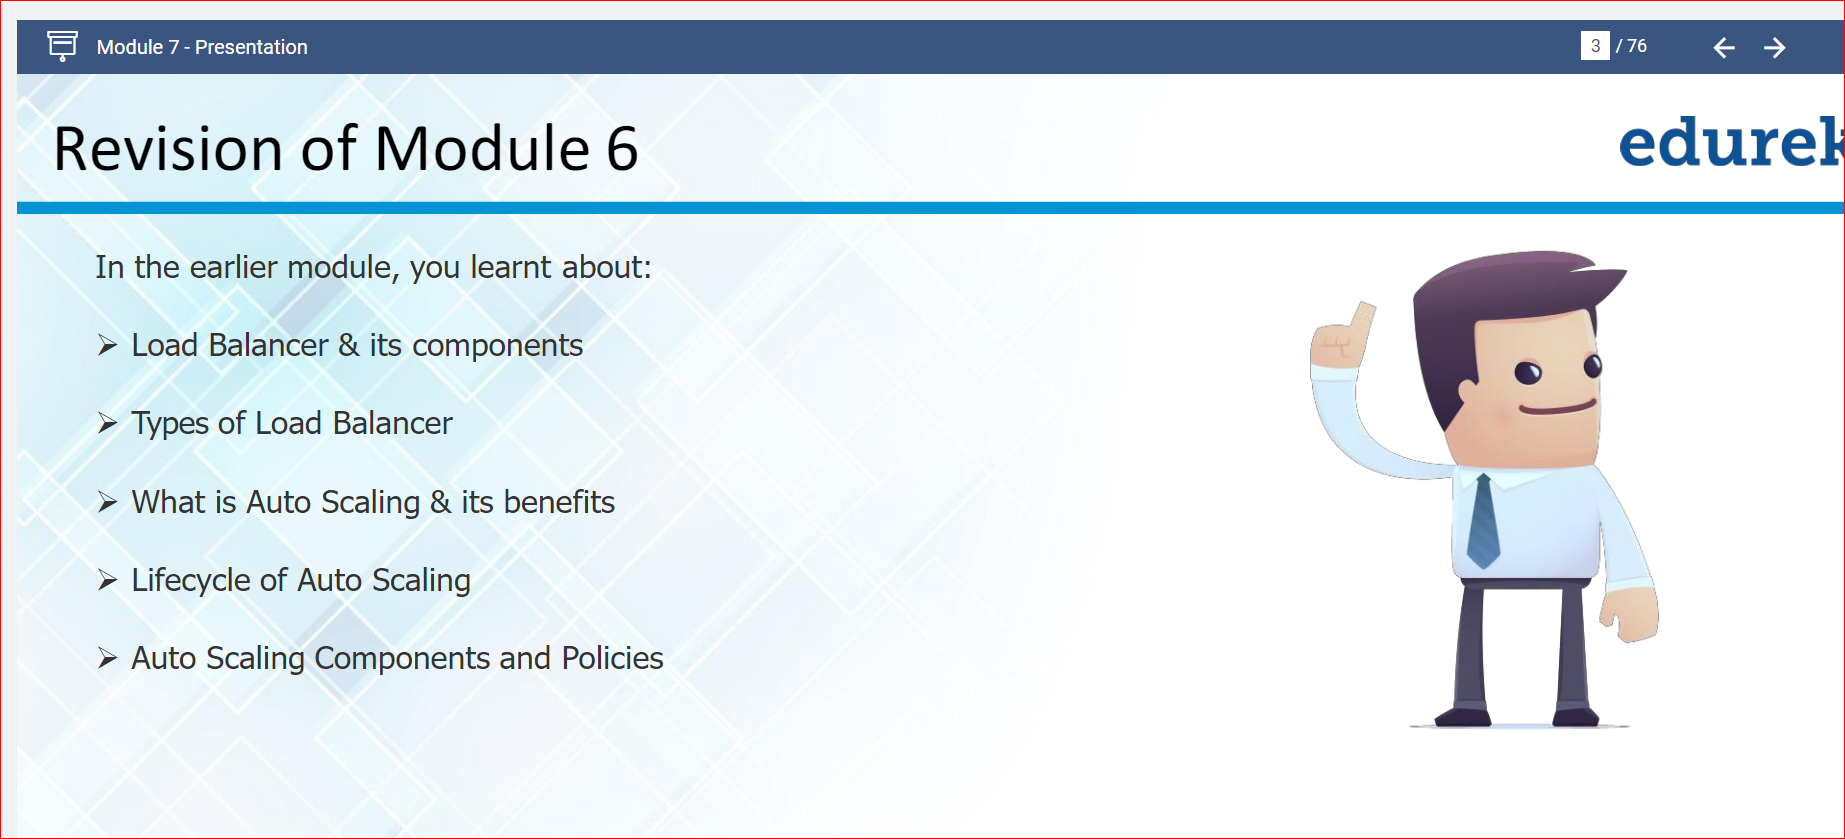 Module 7 - Presentation
3 / 76
Revision of Module 6
edurek
In the earlier module, you learnt about:
➢ Load Balancer & its components
➢ Types of Load Balancer
➢ What is Auto Scaling & its benefits
➢ Lifecycle of Auto Scaling
➢ Auto Scaling Components and Policies